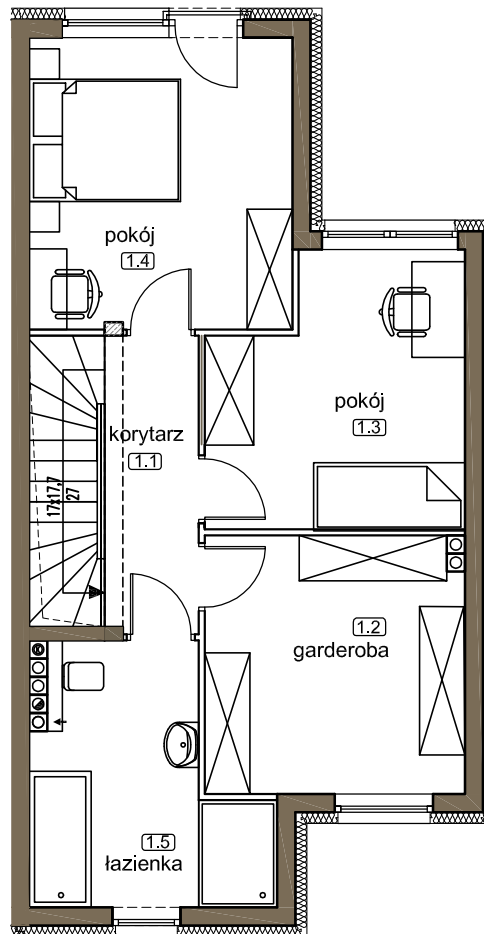 pokój
1.4
pokój
1.3
korytarz
1.1
17x17,7
27
1.2
garderoba
1.5
łazienka